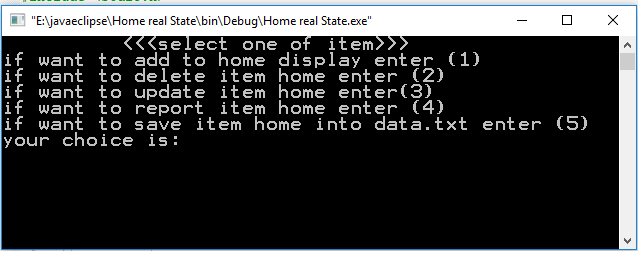 "E:\javaeclipse\Home real State\bin\Debug\Home real State.exe"
<<<select one of item>>>
if want to add to home display enter (1)
if want to delete item home enter (2)
if want to update item home enter(3)
if want to report item home enter (4)
if want to save item home into data.txt enter (5)
your choice is: